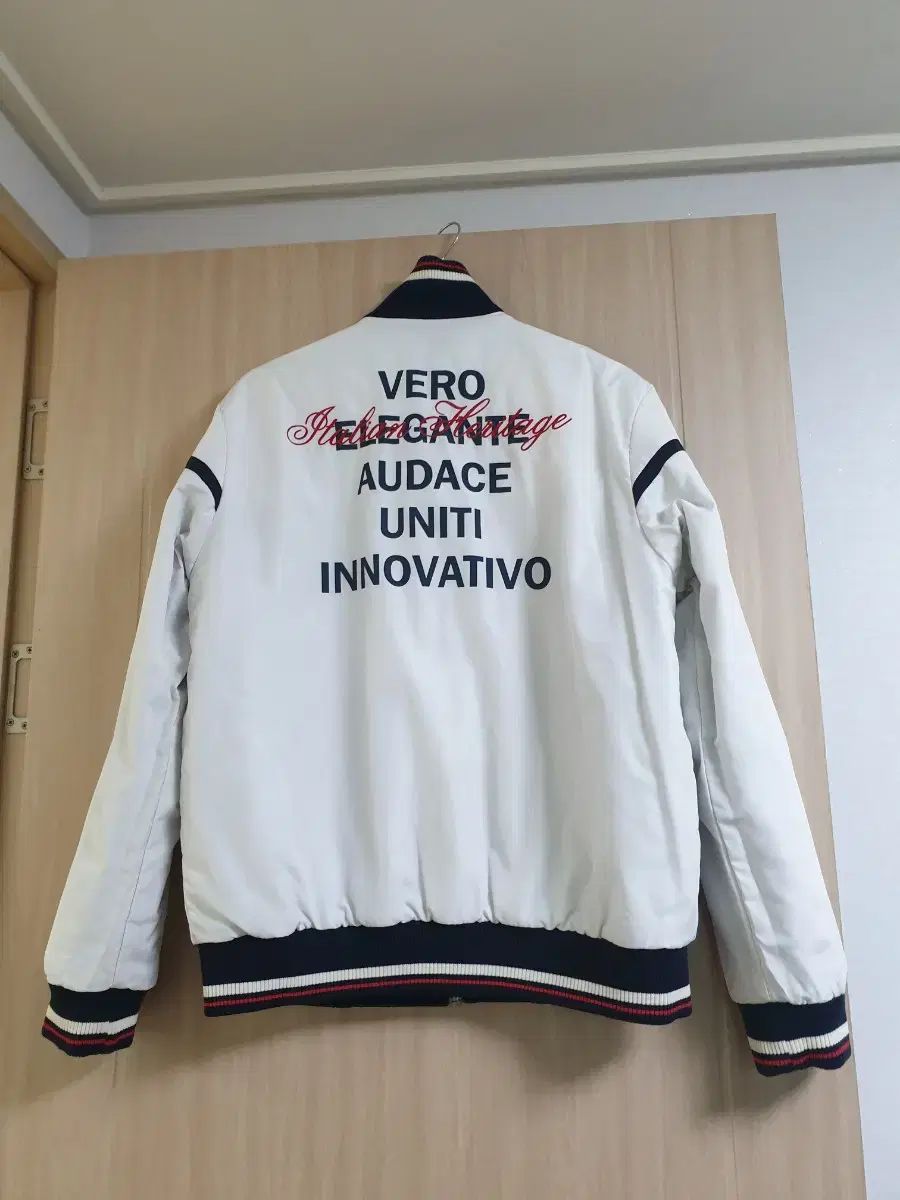 VERO
Italian Heritage
ELEGANTE
AUDACE
UNITI
INNOVATIVO